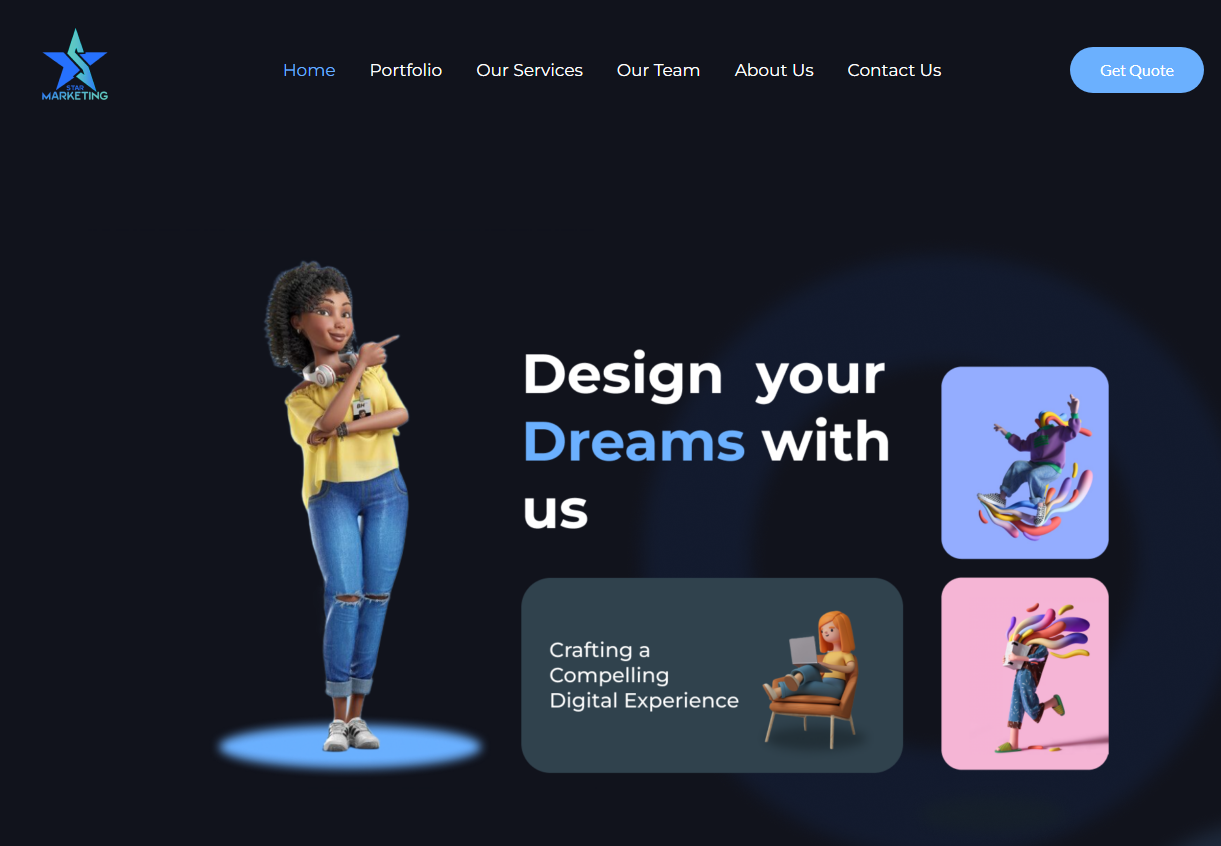 STAR
MARKETING
Home
Portfolio
Our Services
Our Team
About Us
Contact Us
Get Quote
Design your
Dreams with
us
Crafting a
Compelling
Digital Experience